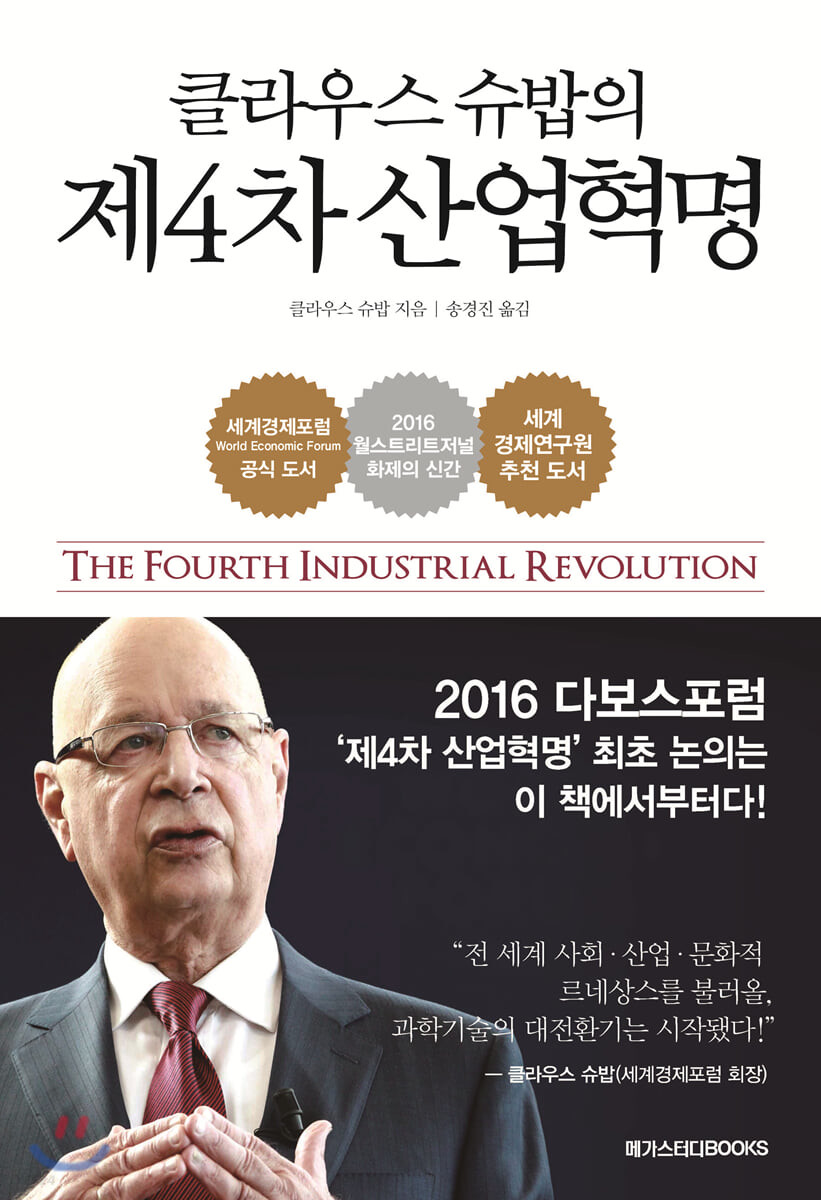 클라우스 슈밥의
제4차 산업혁명
클라우스 슈밥 지음 | 송경진 옮김
세계경제포럼
World Economic Forum
공식 도서
2016
월스트리트저널
화제의 신간
세계
경제연구원
추천 도서
THE FOURTH INDUSTRIAL REVOLUTION
2016 다보스포럼
‘제4차 산업혁명’ 최초 논의는
이 책에서부터다!
“전 세계 사회 · 산업 · 문화적
르네상스를 불러올,
과학기술의 대전환기는 시작됐다!”
— 클라우스 슈밥(세계경제포럼 회장)
메가스터디BOOKS